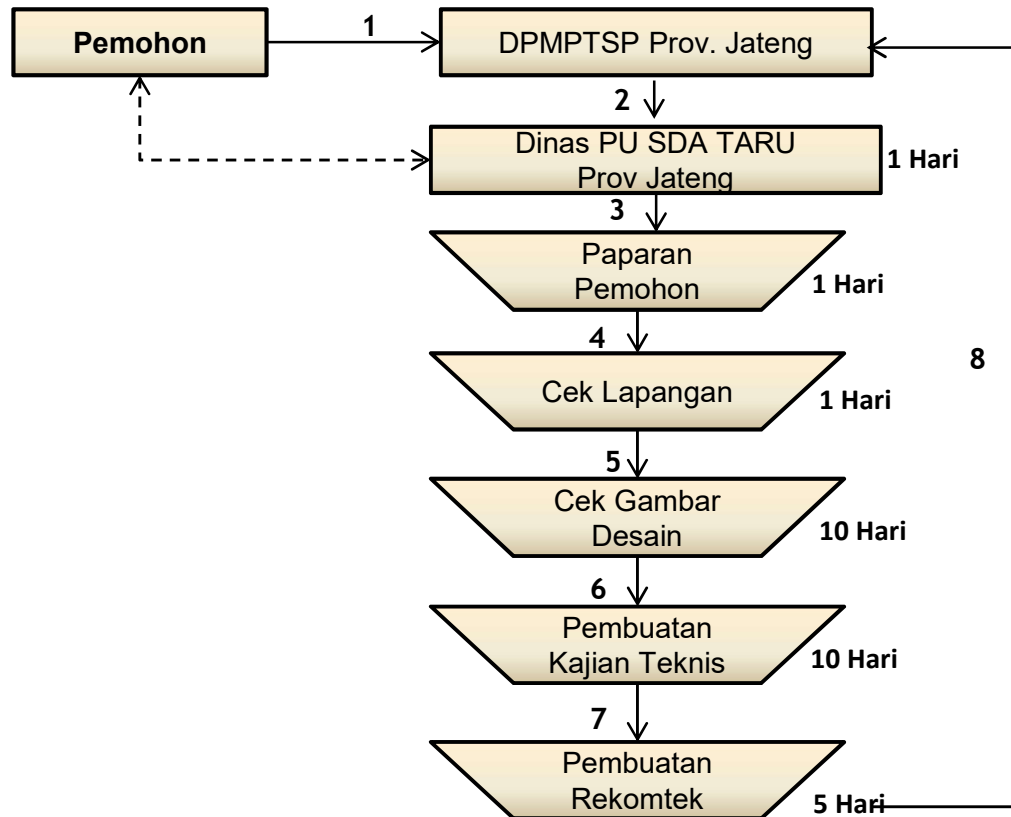 Pemohon
1
DPMPTSP Prov. Jateng
2
Dinas PU SDA TARU
Prov Jateng
1 Hari
3
Paparan
Pemohon
1 Hari
4
Cek Lapangan
1 Hari
8
5
Cek Gambar
Desain
10 Hari
6
Pembuatan
Kajian Teknis
10 Hari
7
Pembuatan
Rekomtek
5 Hari